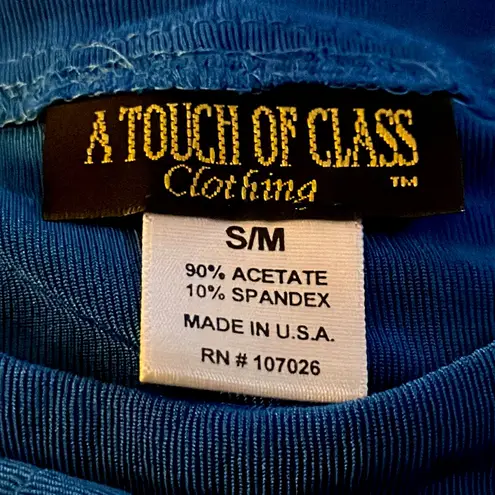 A TOUCH OF CLASS
Clothing
TM
S/M
90% ACETATE
10% SPANDEX
MADE IN U.S.A.
RN # 107026